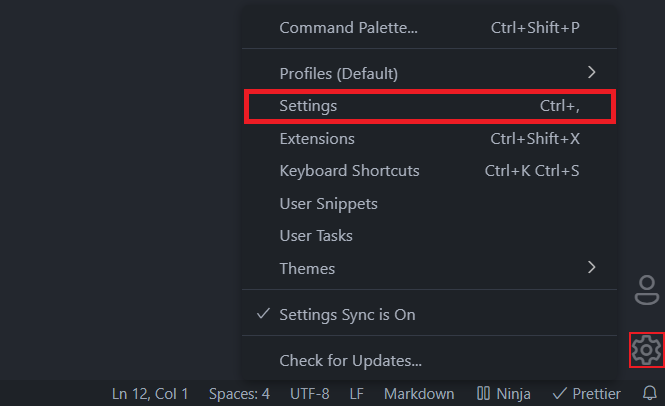 Command Palette... Ctrl+Shift+P
Profiles (Default)
Settings Ctrl+,
Extensions Ctrl+Shift+X
Keyboard Shortcuts Ctrl+K Ctrl+S
User Snippets
User Tasks
Themes
Settings Sync is On
Check for Updates...
Ln 12, Col 1 Spaces: 4 UTF-8 LF Markdown Ninja Prettier